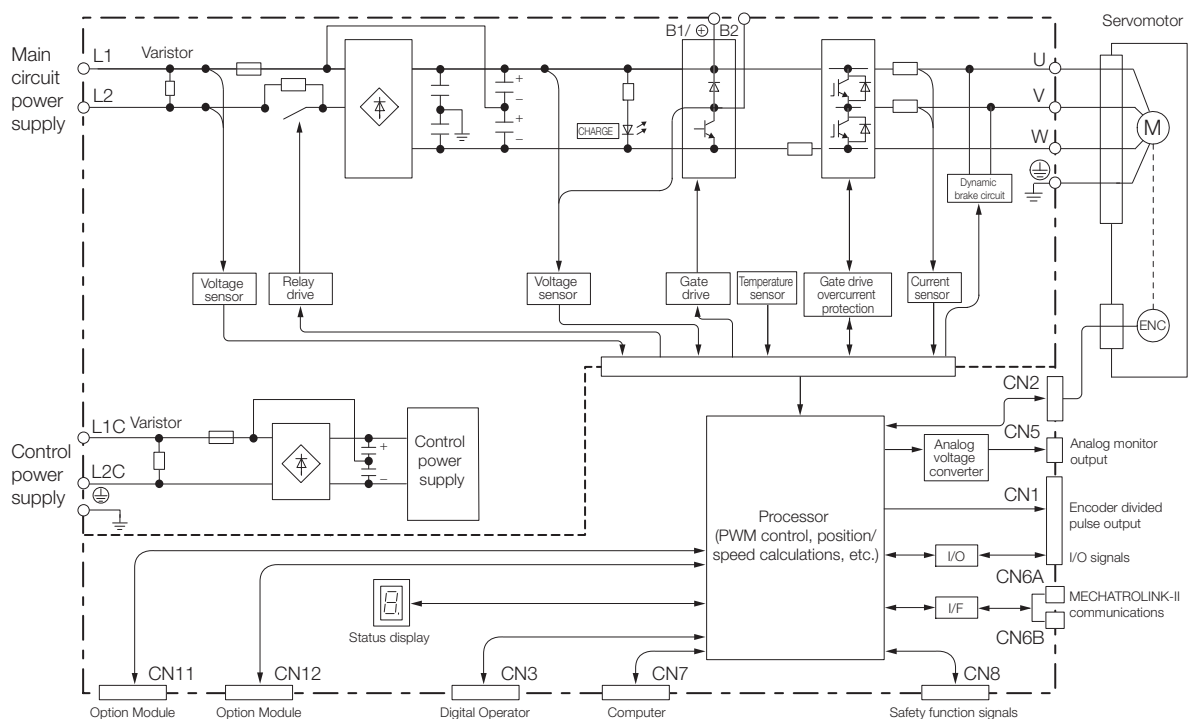 Servomotor
Main
circuit
power
supply
L1
Varistor
L2
B1/ ⊕
B2
+
−
+
−
CHARGE
U
V
W
M
Dynamic
brake circuit
Voltage
sensor
Relay
drive
Voltage
sensor
Gate
drive
Temperature
sensor
Gate drive
overcurrent
protection
Current
sensor
ENC
Control
power
supply
L1C
Varistor
L2C
+
−
Control
power
supply
CN2
Analog
voltage
converter
CN5
Analog monitor
output
Processor
(PWM control, position/
speed calculations, etc.)
CN1
Encoder divided
pulse output
I/O
I/O signals
CN6A
I/F
MECHATROLINK-II
communications
CN6B
8.
Status display
CN11
CN12
CN3
CN7
CN8
Option Module
Option Module
Digital Operator
Computer
Safety function signals